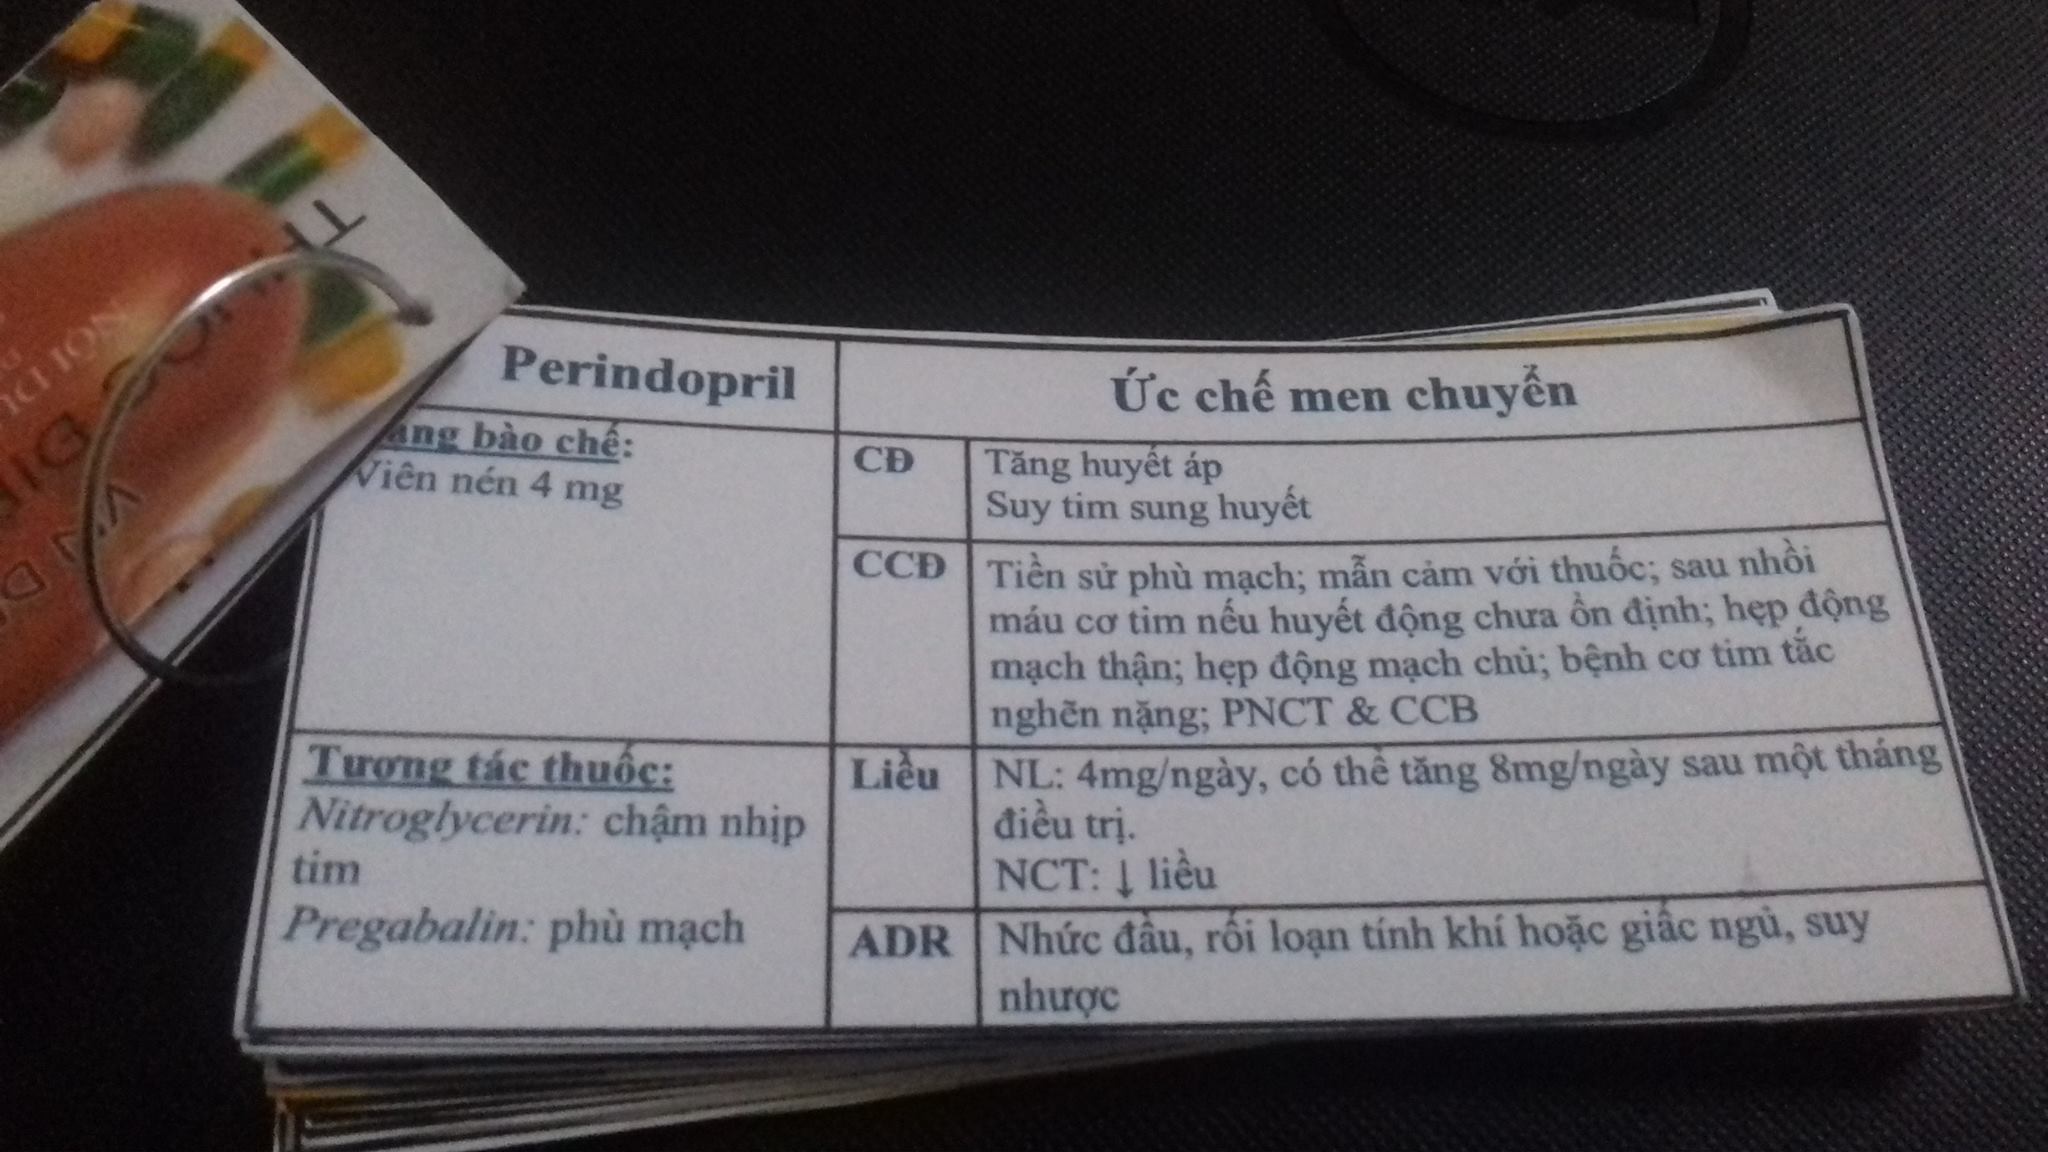 Perindopril
Ức chế men chuyển
bào chế:
Viên nén 4 mg
CĐ
Tăng huyết áp
Suy tim sung huyết
CCĐ
Tiền sử phù mạch; mẫn cảm với thuốc; sau nhồi
máu cơ tim nếu huyết động chưa ổn định; hẹp động
mạch thận; hẹp động mạch chủ; bệnh cơ tim tắc
nghẽn nặng; PNCT & CCB
Tương tác thuốc:
Nitroglycerin: chậm nhịp
tim
Pregabalin: phù mạch
Liều
NL: 4mg/ngày, có thể tăng 8mg/ngày sau một tháng
điều trị.
NCT: ↓ liều
ADR
Nhức đầu, rối loạn tính khí hoặc giấc ngủ, suy
nhược